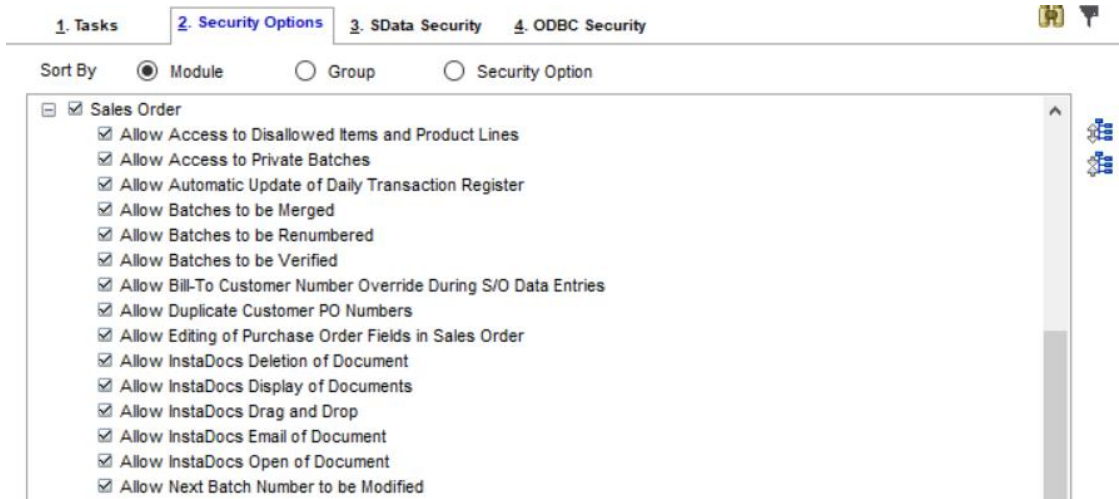 1. Tasks 2. Security Options 3. SData Security 4. ODBC Security
Sort By Module Group Security Option
Sales Order
Allow Access to Disallowed Items and Product Lines
Allow Access to Private Batches
Allow Automatic Update of Daily Transaction Register
Allow Batches to be Merged
Allow Batches to be Renumbered
Allow Batches to be Verified
Allow Bill-To Customer Number Override During S/O Data Entries
Allow Duplicate Customer PO Numbers
Allow Editing of Purchase Order Fields in Sales Order
Allow InstaDocs Deletion of Document
Allow InstaDocs Display of Documents
Allow InstaDocs Drag and Drop
Allow InstaDocs Email of Document
Allow InstaDocs Open of Document
Allow Next Batch Number to be Modified